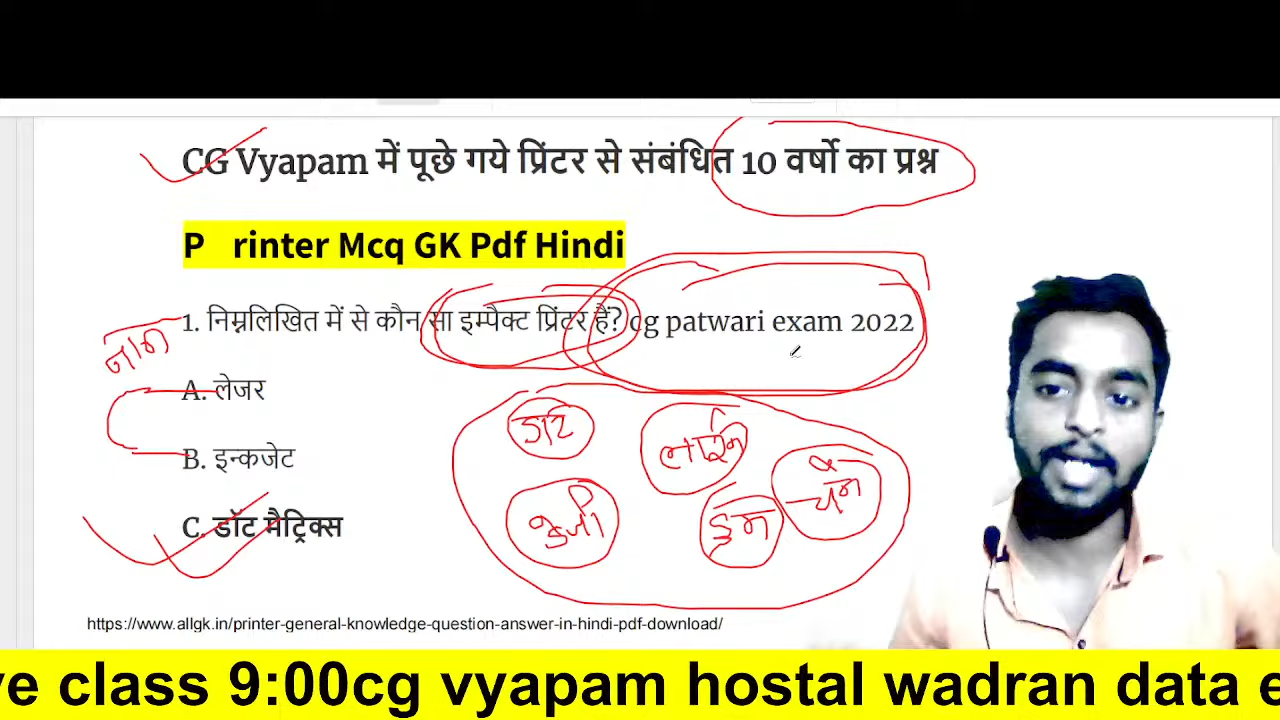 CG Vyapam में पूछे गये प्रिंटर से संबंधित 10 वर्षो का प्रश्न
P rinter Mcq GK Pdf Hindi
1. निम्नलिखित में से कौन सा इम्पैक्ट प्रिंटर हैं? cg patwari exam 2022
नान
A. लेजर
डाट
लाईन
B. इन्कजेट
चैन
C. डॉट मैट्रिक्स
ड्रम
https://www.allgk.in/printer-general-knowledge-question-answer-in-hindi-pdf-download/
ve class 9:00cg vyapam hostal wadran data e